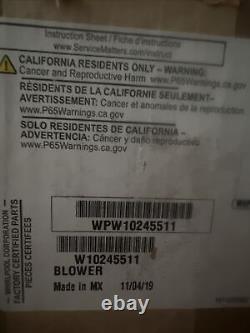 Instruction Sheet / Fiche d'instructions
www.ServiceMatters.com/instruct
CALIFORNIA RESIDENTS ONLY – WARNING:
Cancer and Reproductive Harm
www.P65Warnings.ca.gov
RÉSIDENTS DE LA CALIFORNIE SEULEMENT–
AVERTISSEMENT: Cancer et anomalies de la reproduction
www.P65Warnings.ca.gov
SOLO RESIDENTES DE CALIFORNIA –
ADVERTENCIA: Cáncer y daño reproductivo
www.P65Warnings.ca.gov
WPW10245511
W10245511
BLOWER
Made in MX 11/04/19
WHIRLPOOL CORPORATION –
FACTORY CERTIFIED PARTS
PIECES CERTIFEES